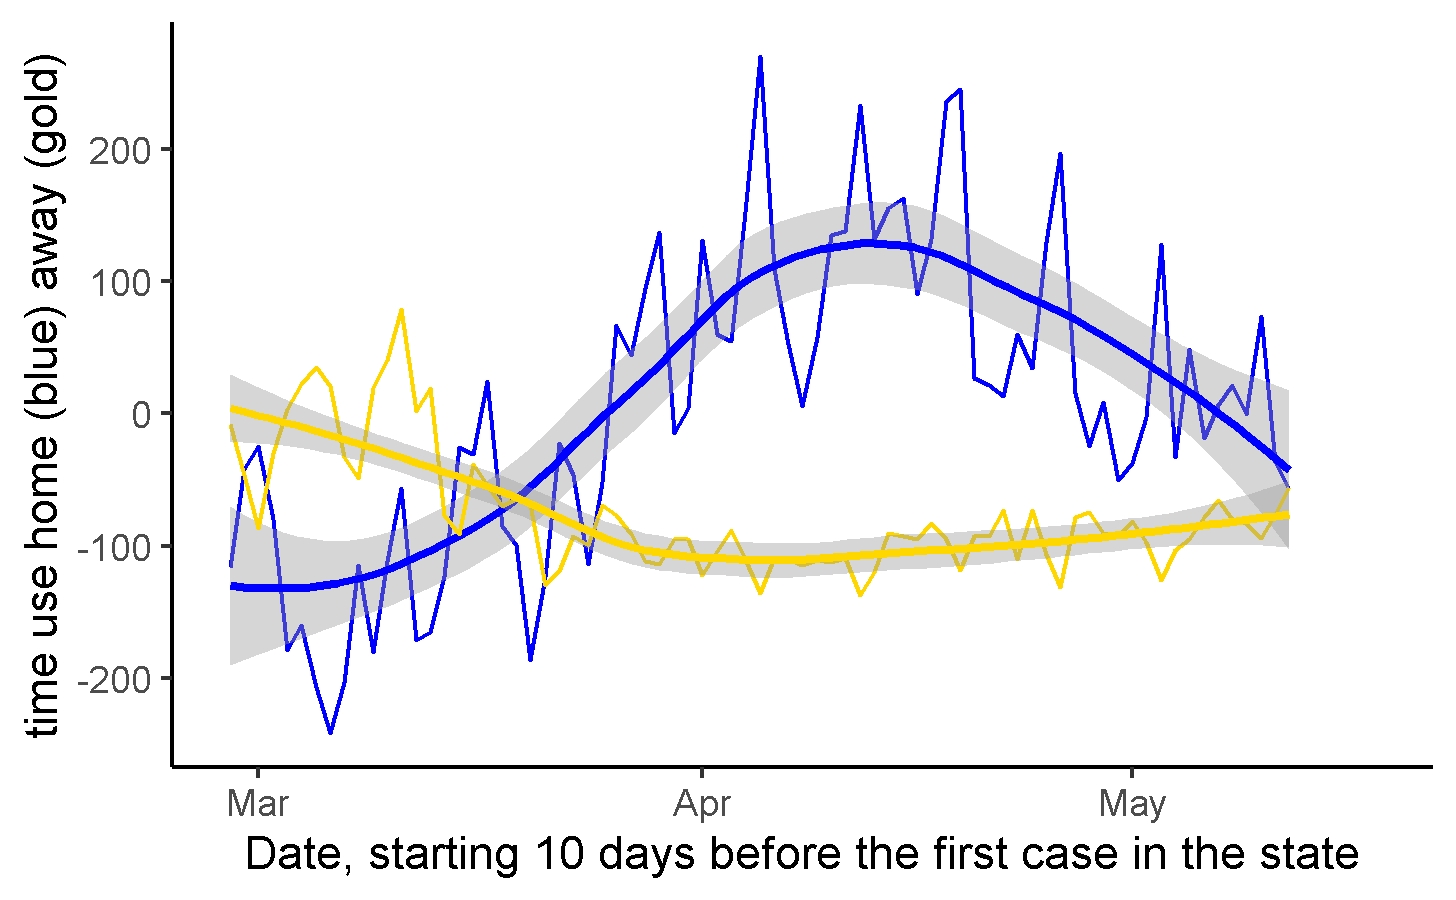 time use home (blue) away (gold)
200
100
0
-100
-200
Mar Apr May
Date, starting 10 days before the first case in the state